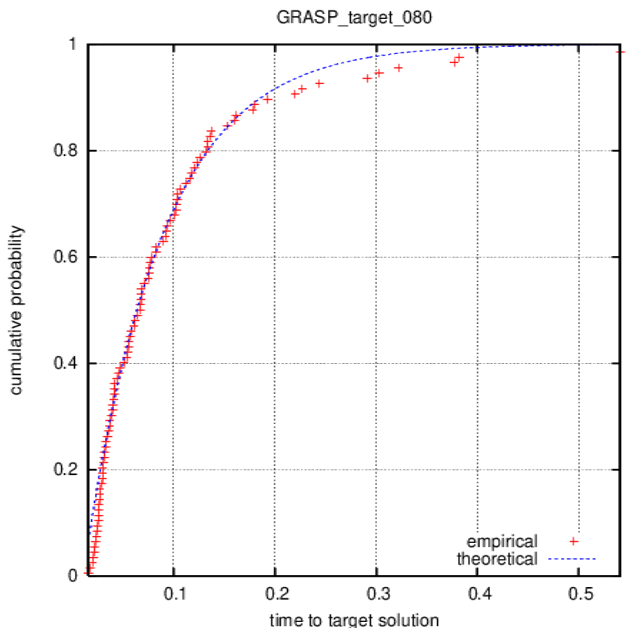 GRASP_target_080
1
0.8
0.6
0.4
0.2
0
cumulative probability
empirical
theoretical
0.1 0.2 0.3 0.4 0.5
time to target solution